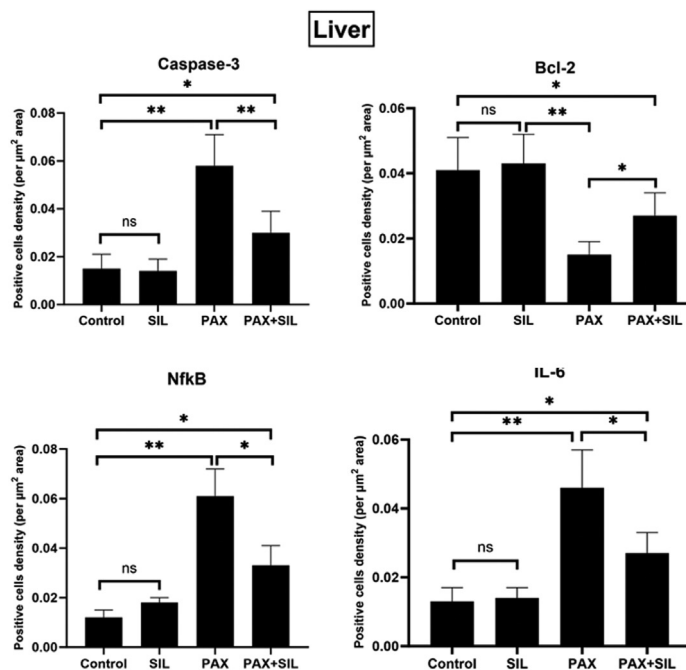 Liver
Caspase-3
Positive cells density (per µm² area)
0.08
0.06
0.04
0.02
0.00
*
**
**
ns
Control SIL PAX PAX+SIL
Bcl-2
Positive cells density (per µm² area)
0.06
0.04
0.02
0.00
*
ns
**
*
Control SIL PAX PAX+SIL
NfkB
Positive cells density (per µm² area)
0.08
0.06
0.04
0.02
0.00
*
**
*
ns
Control SIL PAX PAX+SIL
IL-6
Positive cells density (per µm² area)
0.06
0.04
0.02
0.00
*
**
*
ns
Control SIL PAX PAX+SIL